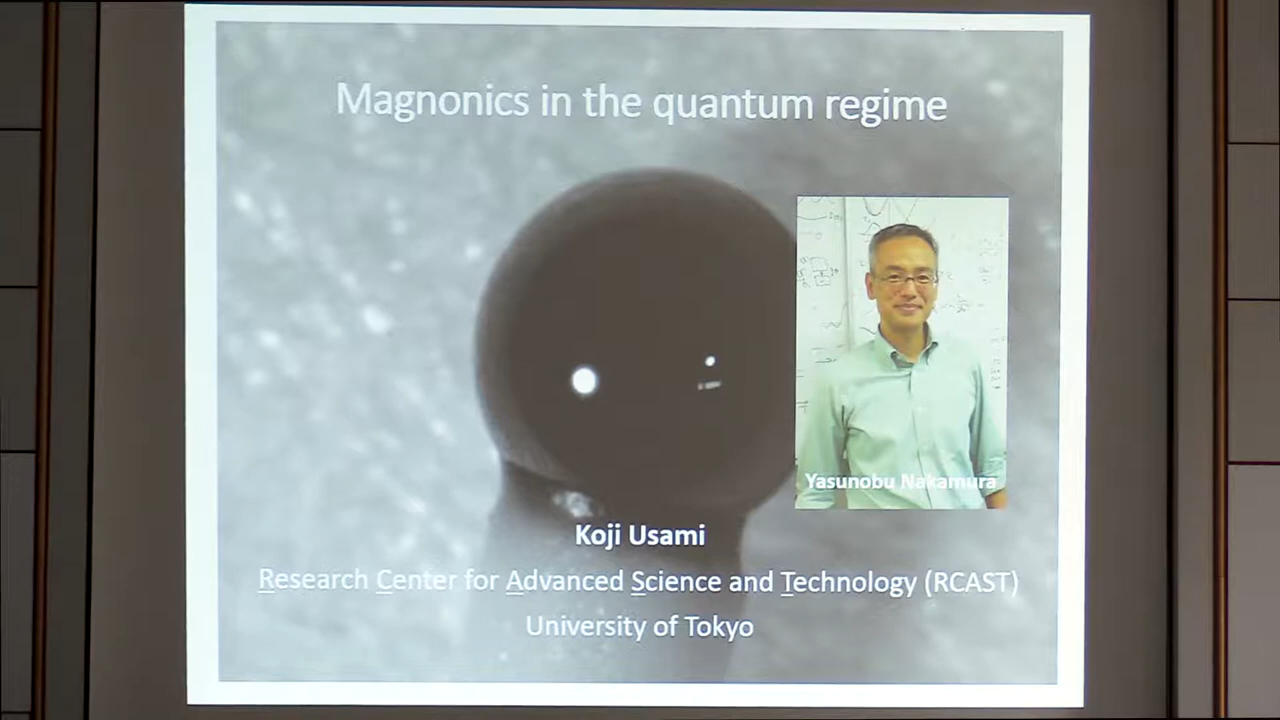 Magnonics in the quantum regime
Yasunobu Nakamura
Koji Usami
Research Center for Advanced Science and Technology (RCAST)
University of Tokyo